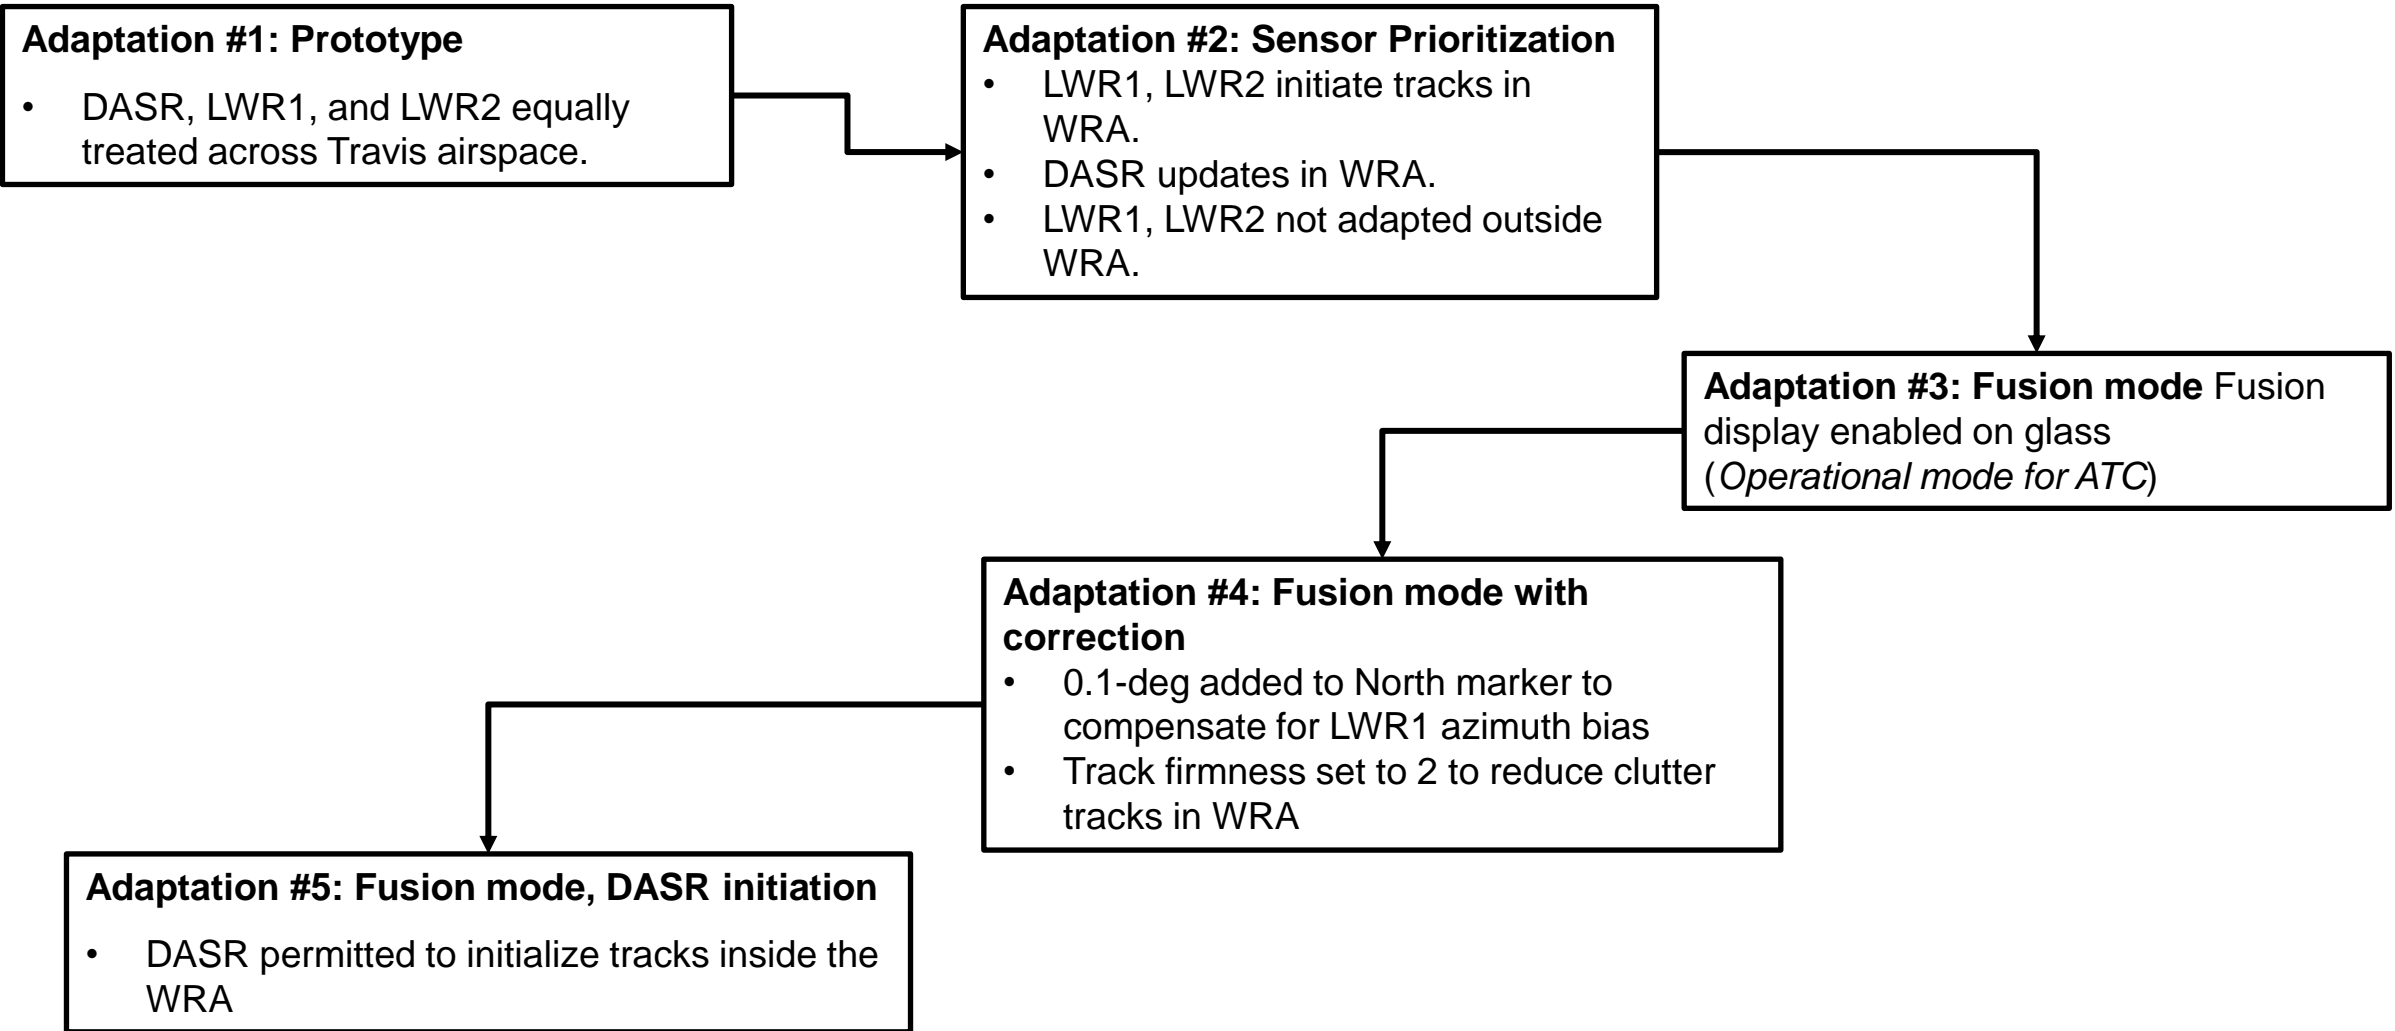 Adaptation #1: Prototype
• DASR, LWR1, and LWR2 equally
treated across Travis airspace.
Adaptation #2: Sensor Prioritization
• LWR1, LWR2 initiate tracks in
WRA.
• DASR updates in WRA.
• LWR1, LWR2 not adapted outside
WRA.
Adaptation #3: Fusion mode Fusion
display enabled on glass
(Operational mode for ATC)
Adaptation #4: Fusion mode with
correction
• 0.1-deg added to North marker to
compensate for LWR1 azimuth bias
• Track firmness set to 2 to reduce clutter
tracks in WRA
Adaptation #5: Fusion mode, DASR initiation
• DASR permitted to initialize tracks inside the
WRA